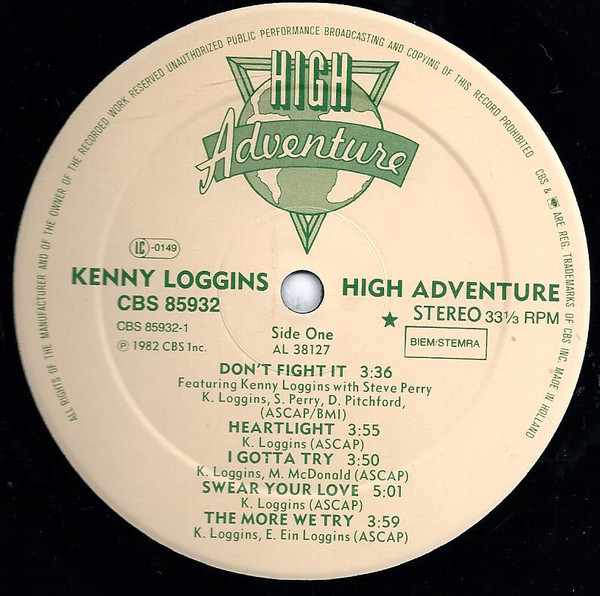 ALL RIGHTS OF THE MANUFACTURER AND OF THE OWNER OF THE RECORDED WORK RESERVED UNAUTHORIZED PUBLIC PERFORMANCE BROADCASTING AND COPYING OF THIS RECORD PROHIBITED CBS & ARE REG. TRADEMARKS OF CBS INC. MADE IN HOLLAND
HIGH
Adventure
LC-0149
KENNY LOGGINS
HIGH ADVENTURE
CBS 85932
★ STEREO 33⅓ RPM
CBS 85932-1
Side One
BIEM/STEMRA
℗ 1982 CBS Inc.
AL 38127
DON'T FIGHT IT 3:36
Featuring Kenny Loggins with Steve Perry
K. Loggins, S. Perry, D. Pitchford,
(ASCAP/BMI)
HEARTLIGHT 3:55
K. Loggins (ASCAP)
I GOTTA TRY 3:50
K. Loggins, M. McDonald (ASCAP)
SWEAR YOUR LOVE 5:01
K. Loggins (ASCAP)
THE MORE WE TRY 3:59
K. Loggins, E. Ein Loggins (ASCAP)